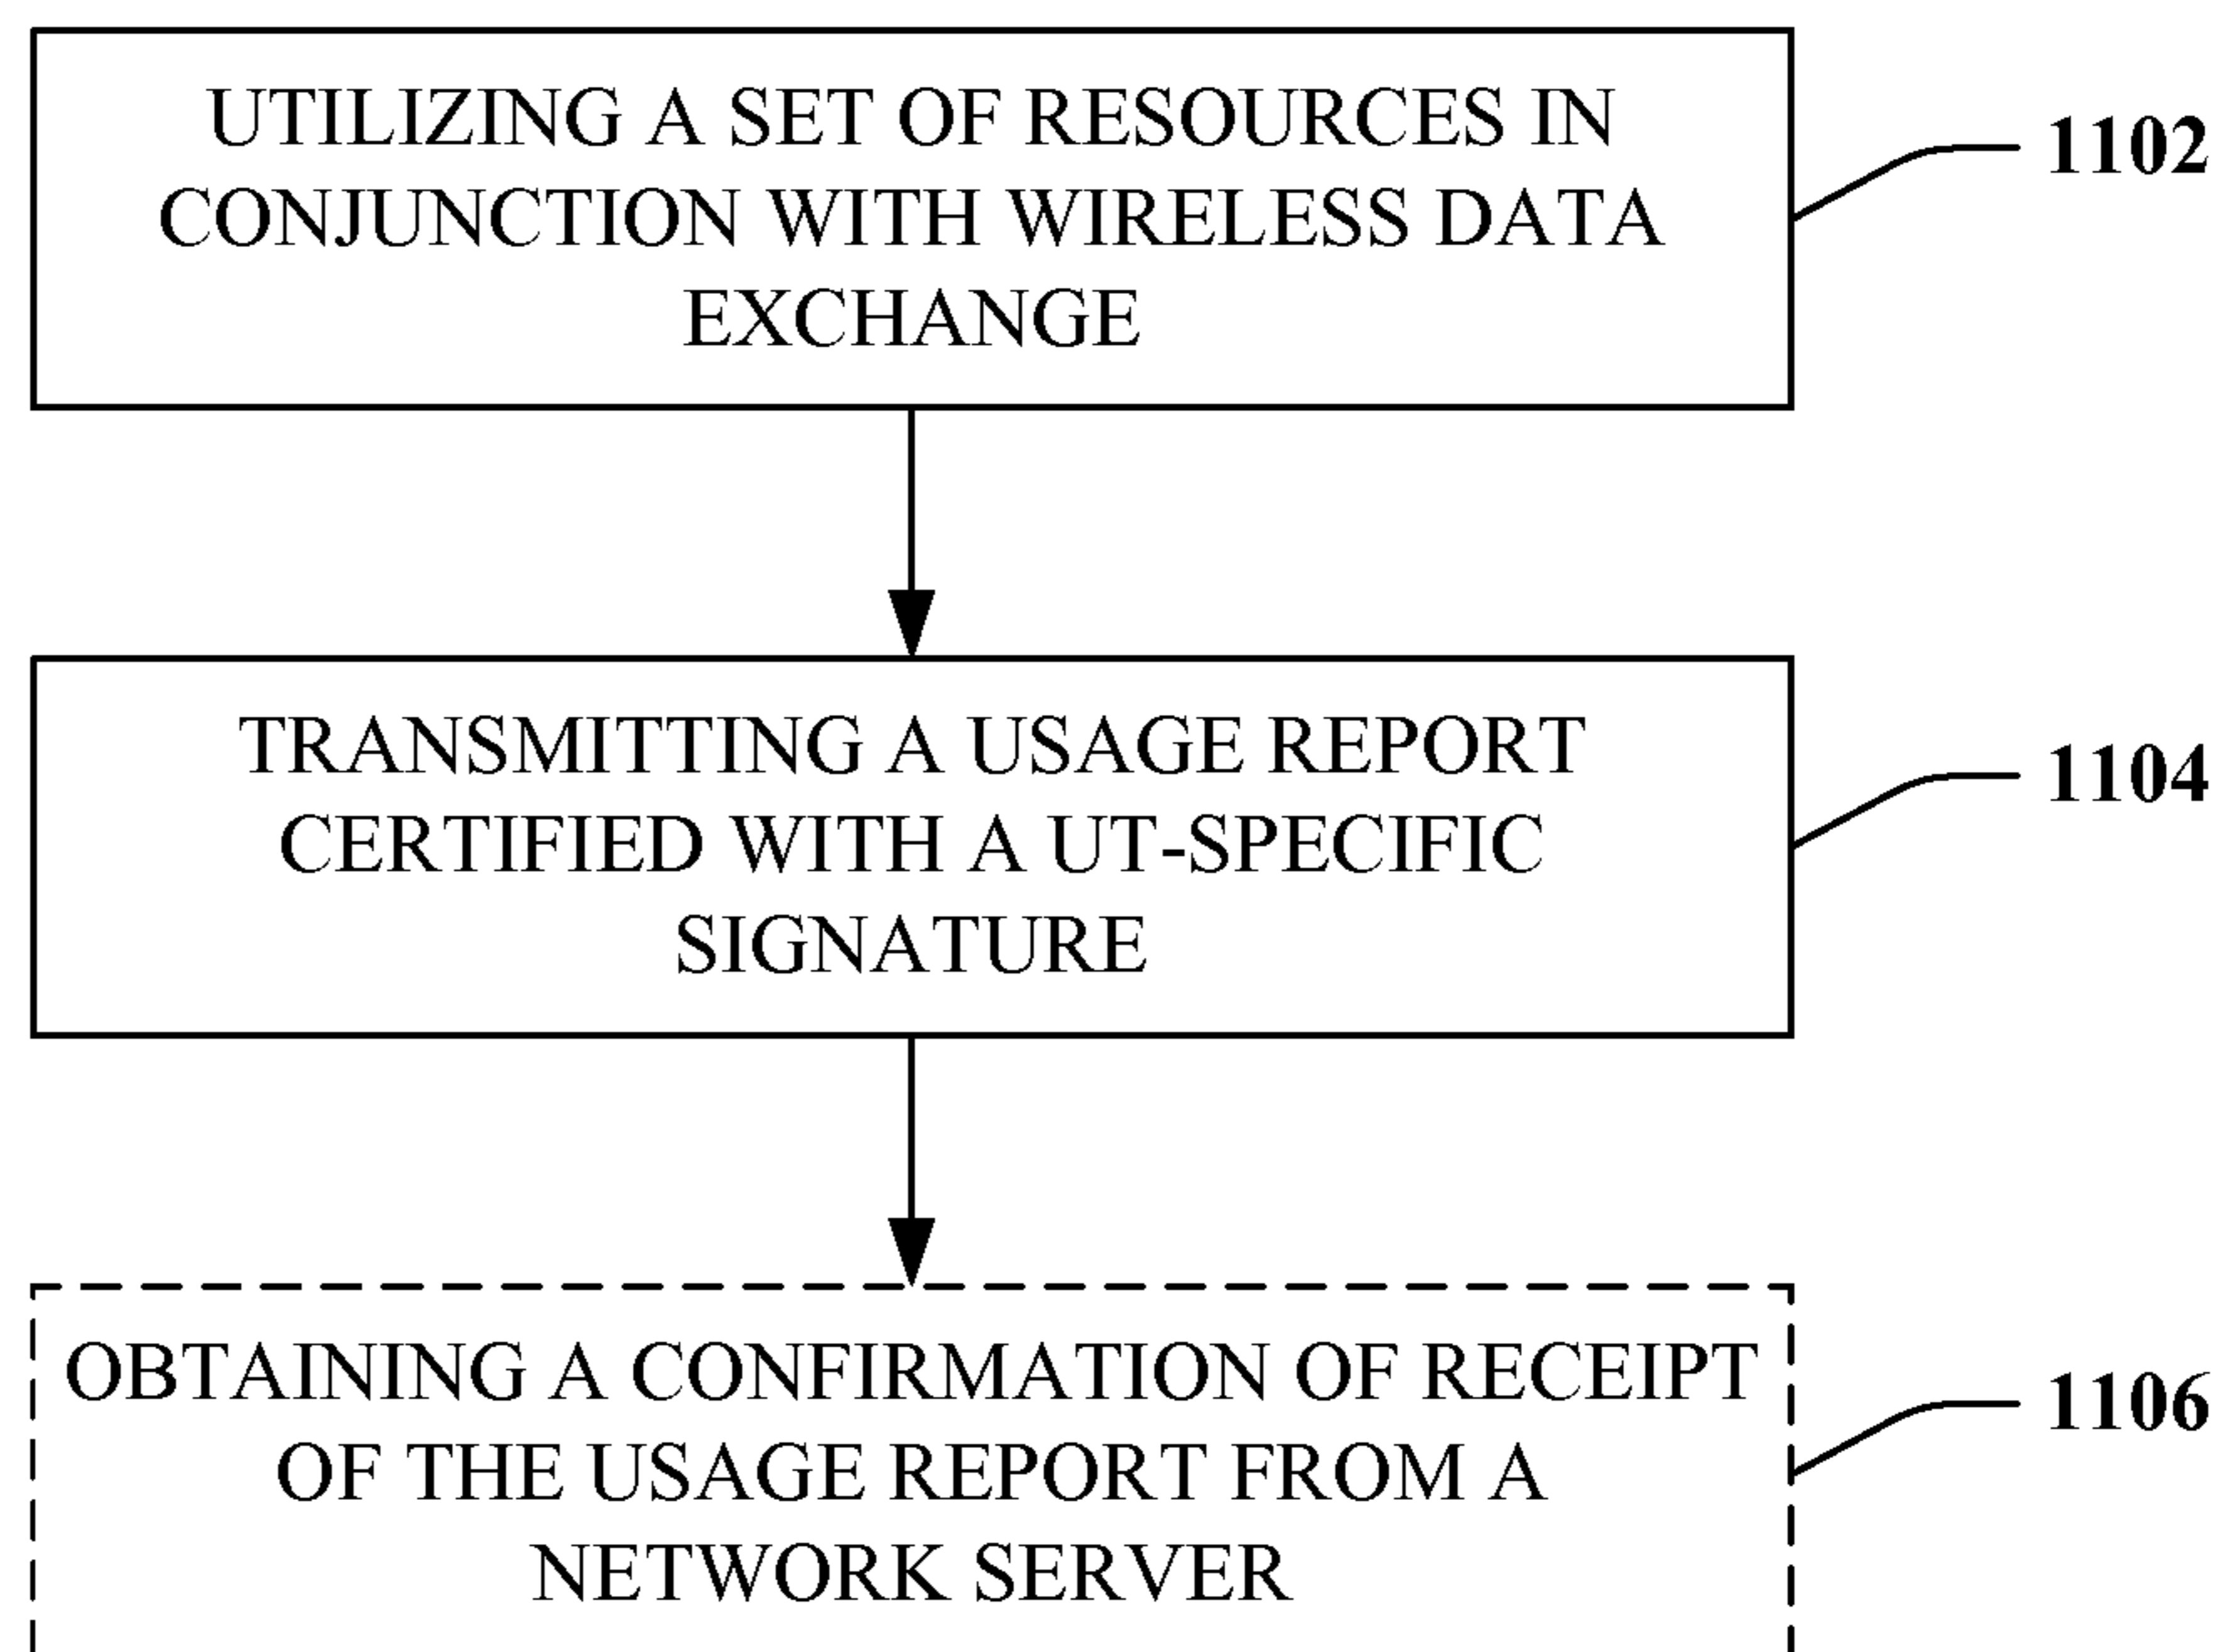 UTILIZING A SET OF RESOURCES IN
CONJUNCTION WITH WIRELESS DATA
EXCHANGE
1102
TRANSMITTING A USAGE REPORT
CERTIFIED WITH A UT-SPECIFIC
SIGNATURE
1104
OBTAINING A CONFIRMATION OF RECEIPT
OF THE USAGE REPORT FROM A
NETWORK SERVER
1106